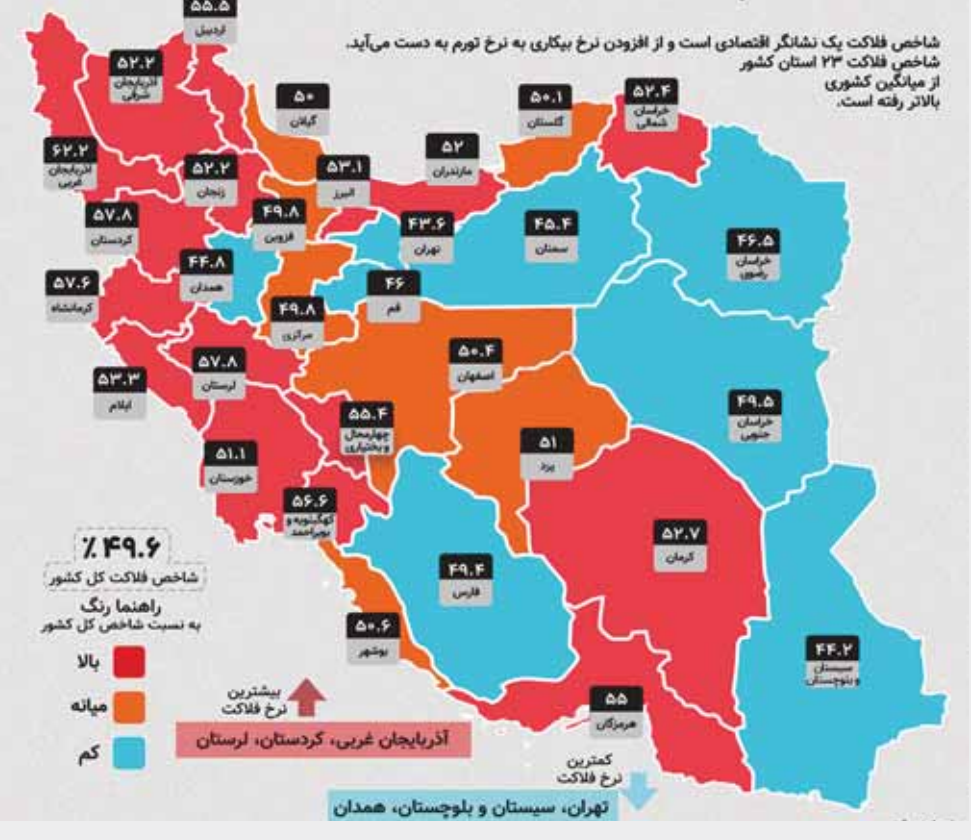 شاخص فلاکت یک نشانگر اقتصادی است و از افزودن نرخ بیکاری به نرخ تورم به دست می‌آید.
شاخص فلاکت ۲۳ استان کشور
از میانگین کشوری
بالاتر رفته است.
۵۵.۵
اردبیل
۵۲.۲
آذربایجان
شرقی
۵۰
گیلان
۵۰.۱
گلستان
۵۲.۴
خراسان
شمالی
۶۲.۲
آذربایجان
غربی
۵۲.۲
زنجان
۵۳.۱
البرز
۵۲
مازندران
۵۷.۸
کردستان
۴۹.۸
قزوین
۴۳.۶
تهران
۴۵.۴
سمنان
۴۶.۵
خراسان
رضوی
۴۴.۸
همدان
۵۷.۶
کرمانشاه
۴۶
قم
۴۹.۸
مرکزی
۵۰.۴
اصفهان
۵۷.۸
لرستان
۵۳.۳
ایلام
۴۹.۵
خراسان
جنوبی
۵۵.۴
چهارمحال
و بختیاری
۵۱
یزد
۵۱.۱
خوزستان
۵۶.۶
کهگیلویه و
بویراحمد
۵۲.۷
کرمان
۴۹.۴
فارس
۵۰.۶
بوشهر
۴۴.۲
سیستان
و بلوچستان
۵۵
هرمزگان
٪۴۹.۶
شاخص فلاکت کل کشور
راهنما رنگ
به نسبت شاخص کل کشور
بالا
میانه
کم
بیشترین
نرخ فلاکت
آذربایجان غربی، کردستان، لرستان
کمترین
نرخ فلاکت
تهران، سیستان و بلوچستان، همدان